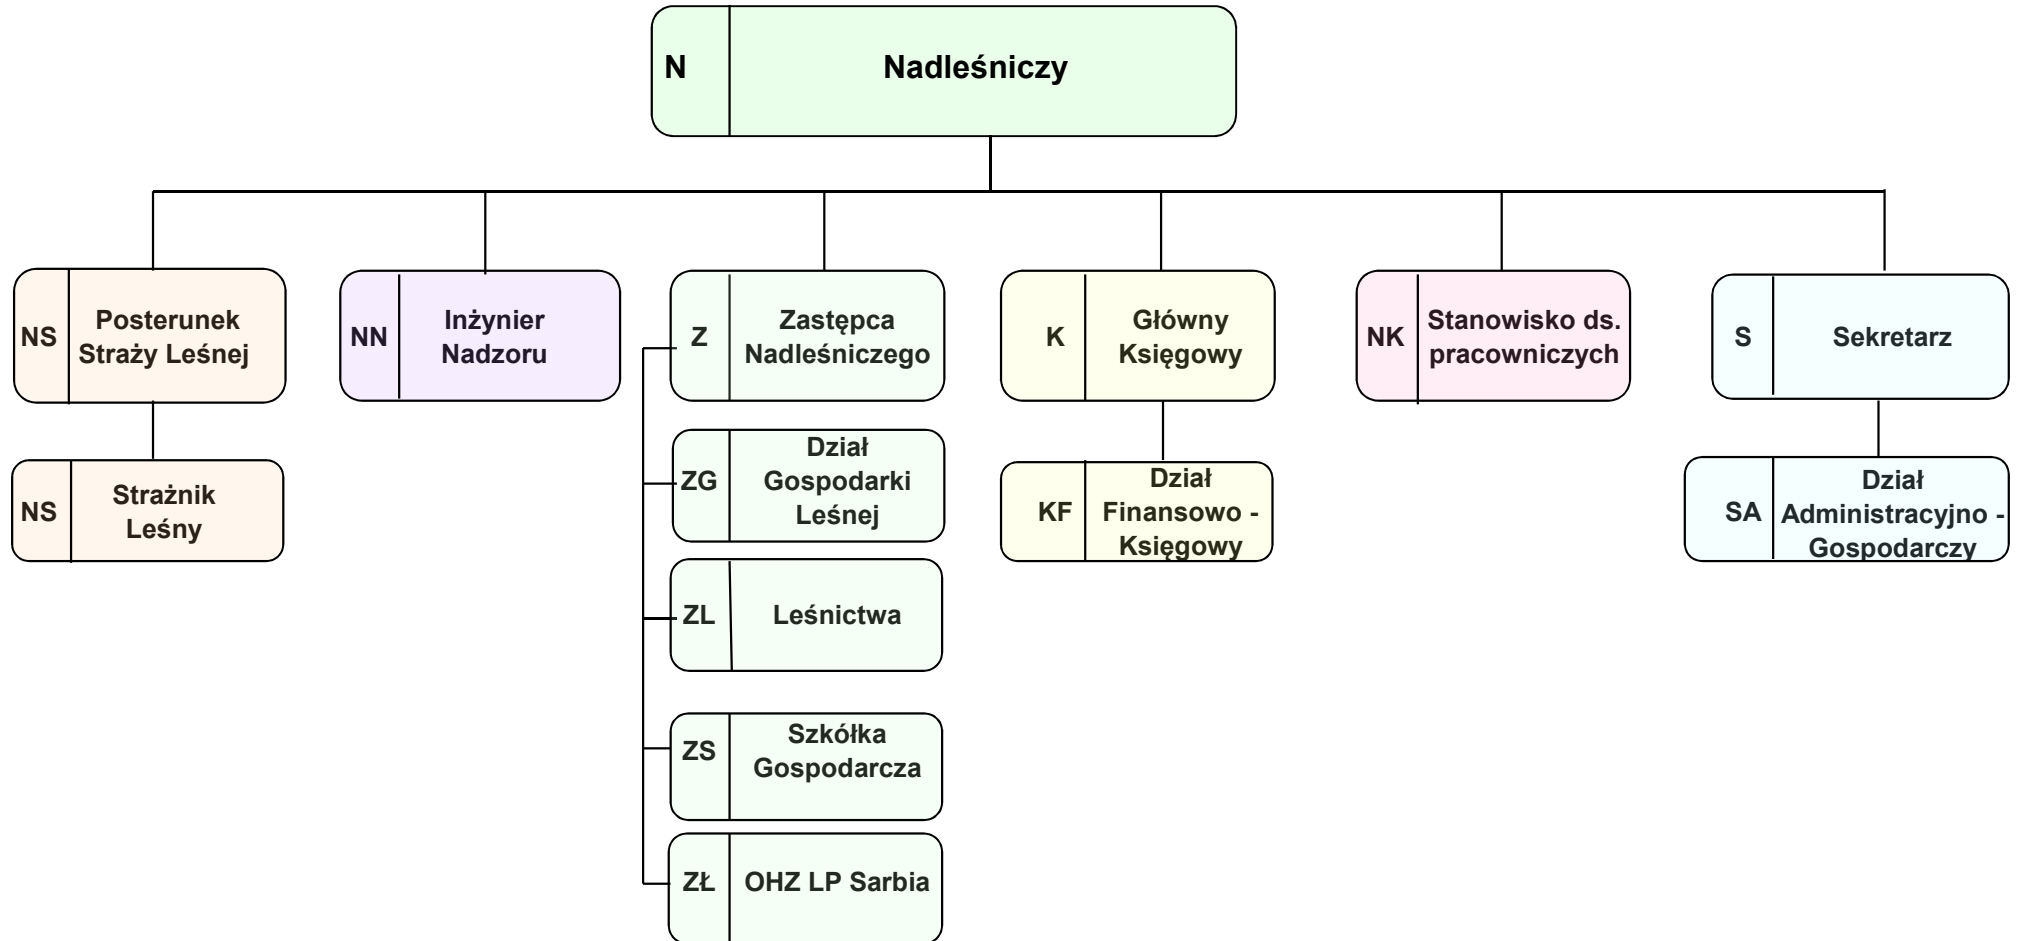 N
Nadleśniczy
NS
Posterunek
Straży Leśnej
NN
Inżynier
Nadzoru
Z
Zastępca
Nadleśniczego
K
Główny
Księgowy
NK
Stanowisko ds.
pracowniczych
S
Sekretarz
NS
Strażnik
Leśny
ZG
Dział
Gospodarki
Leśnej
KF
Dział
Finansowo -
Księgowy
SA
Dział
Administracyjno -
Gospodarczy
ZL
Leśnictwa
ZS
Szkółka
Gospodarcza
ZŁ
OHZ LP Sarbia